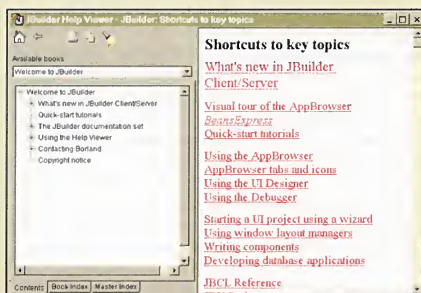 JBuilder Help Viewer - JBuilder: Shortcuts to key topics
Available books
Welcome to JBuilder
Welcome to JBuilder
What's new in JBuilder Client/Server
Quick-start tutorials
The JBuilder documentation set
Using the Help Viewer
Contacting Borland
Copyright notice
Contents Book Index Master Index
Shortcuts to key topics
What's new in JBuilder
Client/Server
Visual tour of the AppBrowser
BeansExpress
Quick-start tutorials
Using the AppBrowser
AppBrowser tabs and icons
Using the UI Designer
Using the Debugger
Starting a UI project using a wizard
Using window layout managers
Writing components
Developing database applications
JBCL Reference